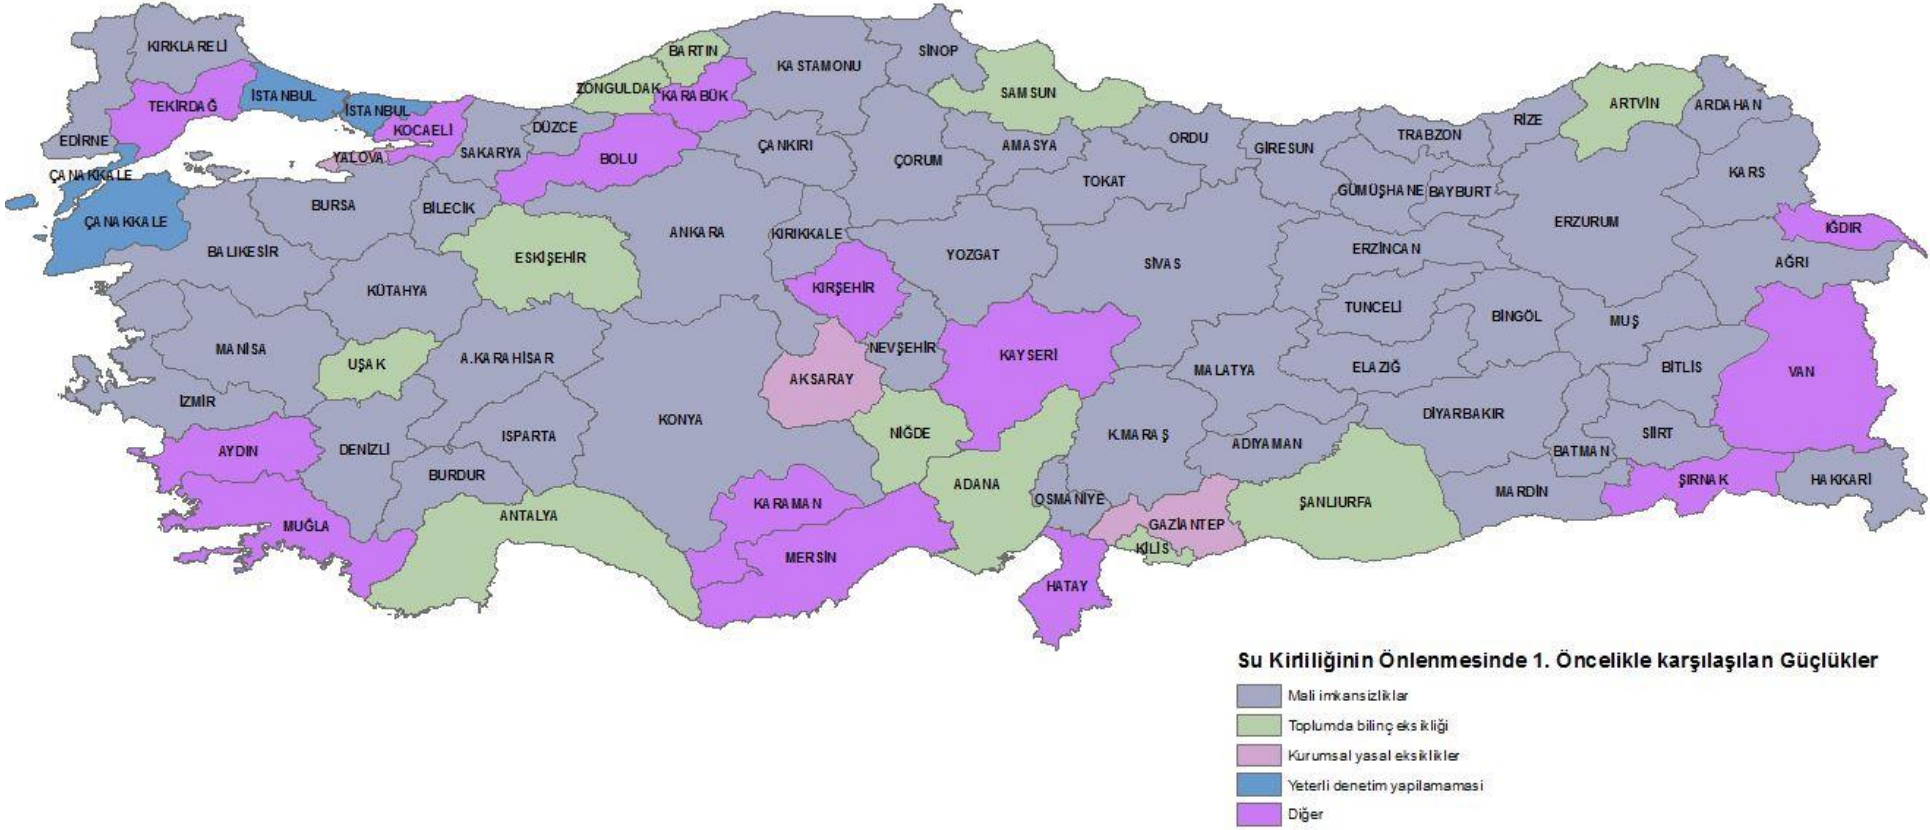 KIRKLARELİ
BARTIN
SİNOP
KASTAMONU
ZONGULDAK
KARABÜK
SAMSUN
ARTVİN
ARDAHAN
TEKİRDAĞ
İSTANBUL
İSTANBUL
KOCAELİ
DÜZCE
EDİRNE
YALOVA
SAKARYA
BOLU
ÇANKIRI
ÇORUM
AMASYA
ORDU
GİRESUN
TRABZON
RİZE
ÇANAKKALE
ÇANAKKALE
BURSA
BİLECİK
TOKAT
GÜMÜŞHANE
BAYBURT
KARS
BALIKESİR
ESKİŞEHİR
ANKARA
KIRIKKALE
YOZGAT
SİVAS
ERZİNCAN
ERZURUM
IĞDIR
AĞRI
KÜTAHYA
KIRŞEHİR
TUNCELİ
BİNGÖL
MUŞ
MANİSA
UŞAK
A.KARAHİSAR
NEVŞEHİR
KAYSERİ
MALATYA
ELAZIĞ
BİTLİS
VAN
İZMİR
AKSARAY
KONYA
DİYARBAKIR
AYDIN
DENİZLİ
ISPARTA
NİĞDE
K.MARAŞ
ADIYAMAN
BATMAN
SİİRT
BURDUR
ADANA
OSMANİYE
ŞANLIURFA
MARDİN
ŞIRNAK
HAKKARİ
MUĞLA
ANTALYA
KARAMAN
GAZİANTEP
MERSİN
KİLİS
HATAY
Su Kirliliğinin Önlenmesinde 1. Öncelikle karşılaşılan Güçlükler
Mali imkansizliklar
Toplumda bilinç eksikliği
Kurumsal yasal eksiklikler
Yeterli denetim yapilamamasi
Diğer